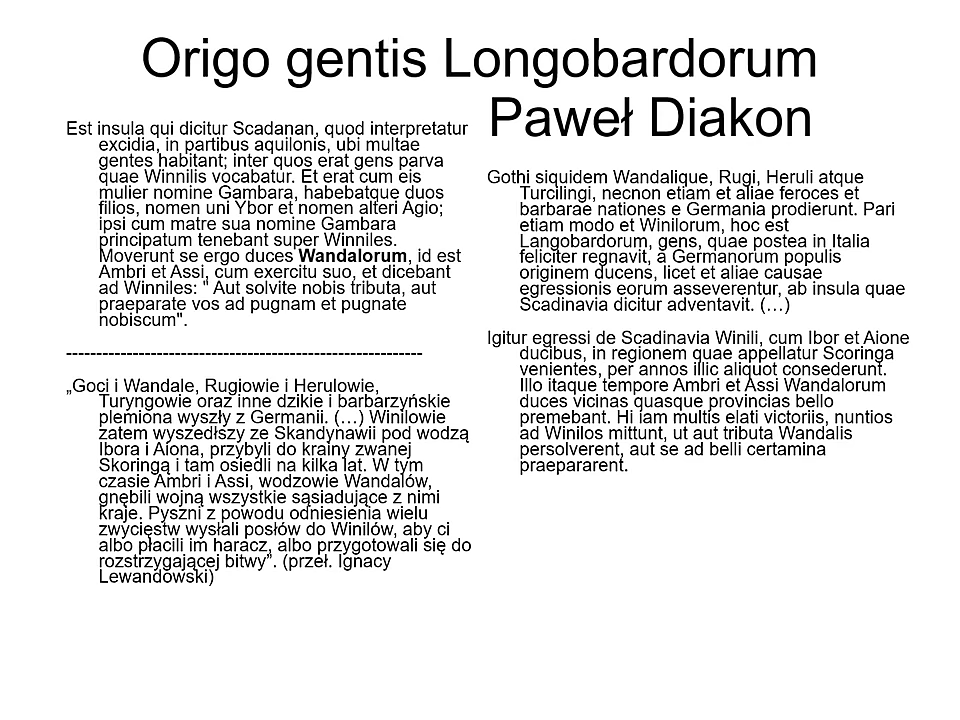 Origo gentis Longobardorum
Paweł Diakon
Est insula qui dicitur Scadanan, quod interpretatur
excidia, in partibus aquilonis, ubi multae
gentes habitant; inter quos erat gens parva
quae Winnilis vocabatur. Et erat cum eis
mulier nomine Gambara, habebatque duos
filios, nomen uni Ybor et nomen alteri Agio;
ipsi cum matre sua nomine Gambara
principatum tenebant super Winniles.
Moverunt se ergo duces Wandalorum, id est
Ambri et Assi, cum exercitu suo, et dicebant
ad Winniles: " Aut solvite nobis tributa, aut
praeparate vos ad pugnam et pugnate
nobiscum".
-----------------------------------------------------------
„Goci i Wandale, Rugiowie i Herulowie,
Turyngowie oraz inne dzikie i barbarzyńskie
plemiona wyszły z Germanii. (…) Winilowie
zatem wyszedłszy ze Skandynawii pod wodzą
Ibora i Aiona, przybyli do krainy zwanej
Skoringą i tam osiedli na kilka lat. W tym
czasie Ambri i Assi, wodzowie Wandalów,
gnębili wojną wszystkie sąsiadujące z nimi
kraje. Pyszni z powodu odniesienia wielu
zwycięstw wysłali posłów do Winilów, aby ci
albo płacili im haracz, albo przygotowali się do
rozstrzygającej bitwy”. (przeł. Ignacy
Lewandowski)
Gothi siquidem Wandalique, Rugi, Heruli atque
Turcilingi, necnon etiam et aliae feroces et
barbarae nationes e Germania prodierunt. Pari
etiam modo et Winilorum, hoc est
Langobardorum, gens, quae postea in Italia
feliciter regnavit, a Germanorum populis
originem ducens, licet et aliae causae
egressionis eorum asseverentur, ab insula quae
Scadinavia dicitur adventavit. (…)
Igitur egressi de Scadinavia Winili, cum Ibor et Aione
ducibus, in regionem quae appellatur Scoringa
venientes, per annos illic aliquot consederunt.
Illo itaque tempore Ambri et Assi Wandalorum
duces vicinas quasque provincias bello
premebant. Hi iam multis elati victoriis, nuntios
ad Winilos mittunt, ut aut tributa Wandalis
persolverent, aut se ad belli certamina
praepararent.